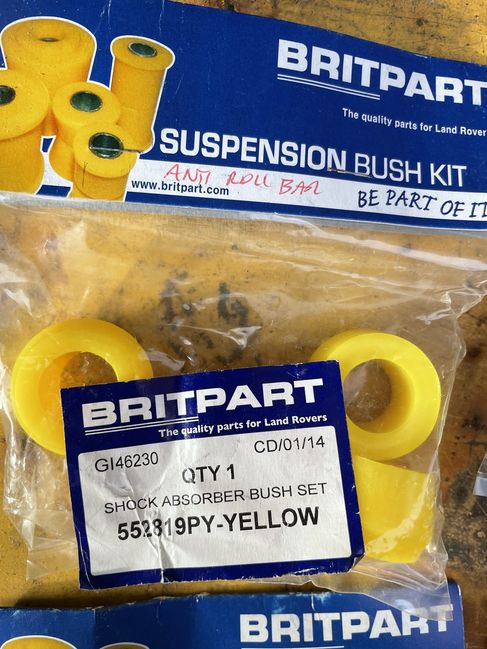 BRITPART
The quality parts for Land Rovers
SUSPENSION BUSH KIT
ANTI ROLL BAR
www.britpart.com
BE PART OF IT
BRITPART
The quality parts for Land Rovers
GI46230
CD/01/14
QTY 1
SHOCK ABSORBER BUSH SET
552819PY-YELLOW
BRITPART